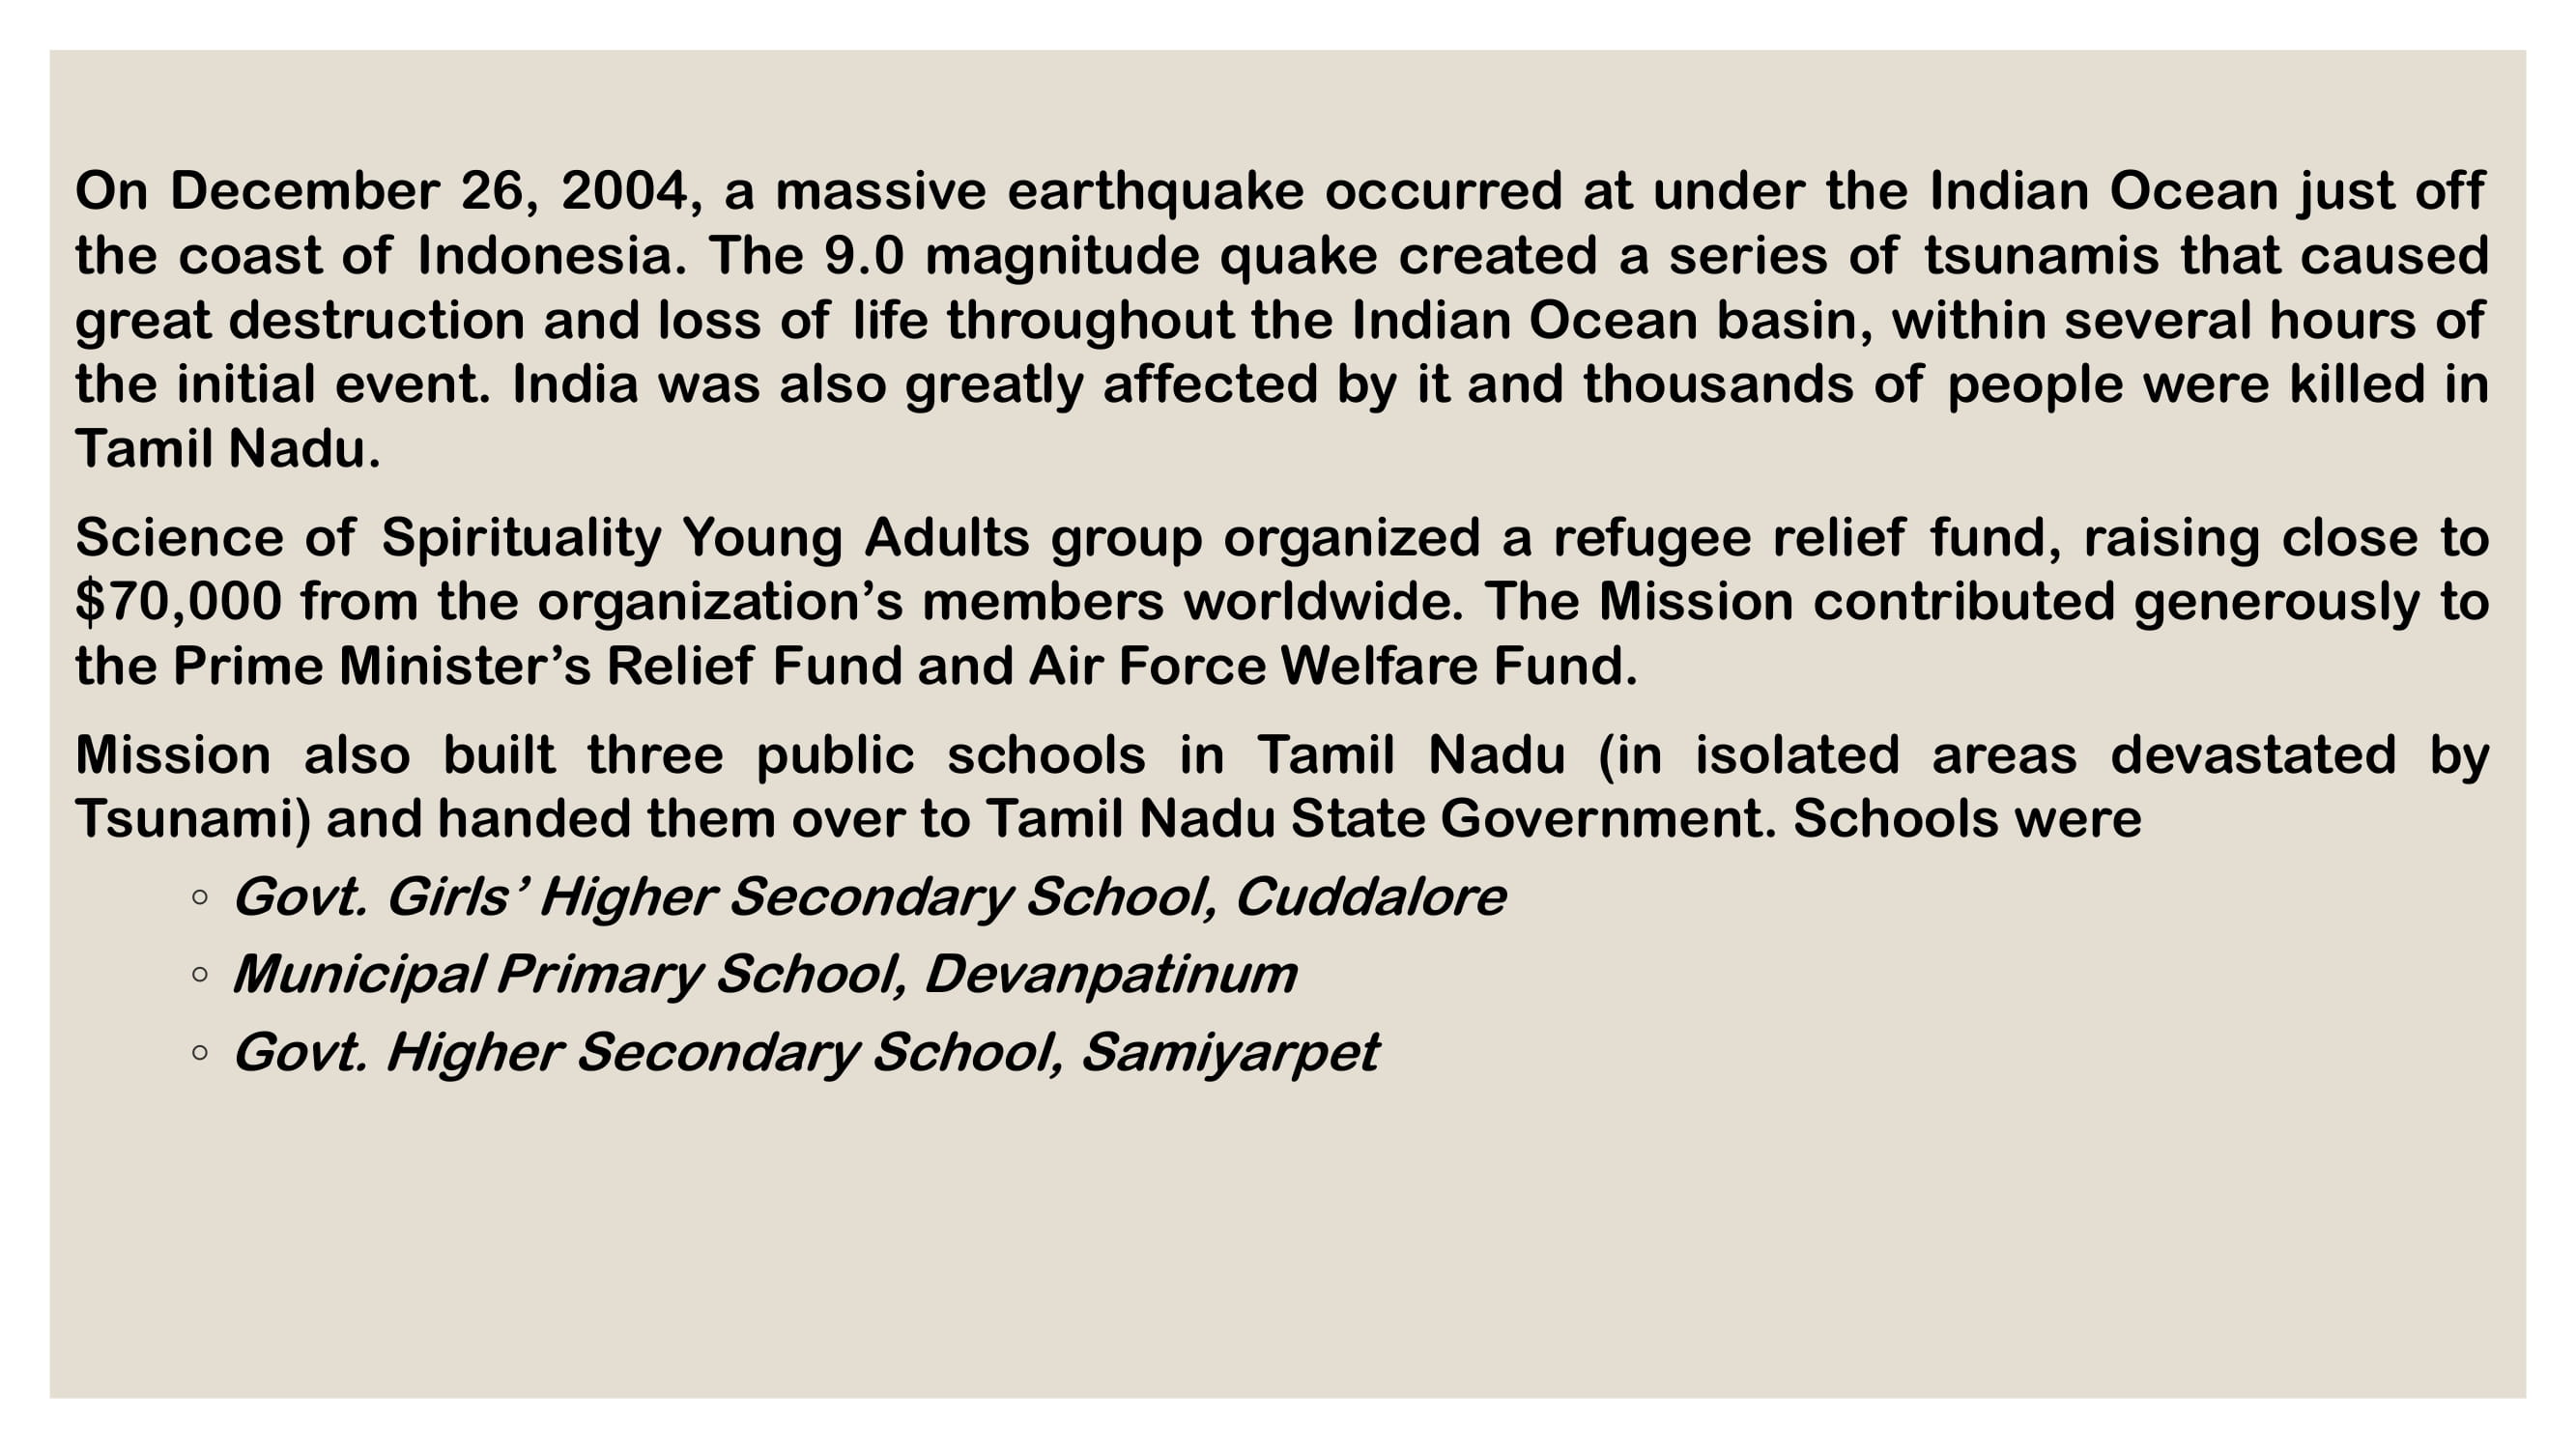 On December 26, 2004, a massive earthquake occurred at under the Indian Ocean just off
the coast of Indonesia. The 9.0 magnitude quake created a series of tsunamis that caused
great destruction and loss of life throughout the Indian Ocean basin, within several hours of
the initial event. India was also greatly affected by it and thousands of people were killed in
Tamil Nadu.
Science of Spirituality Young Adults group organized a refugee relief fund, raising close to
$70,000 from the organization’s members worldwide. The Mission contributed generously to
the Prime Minister’s Relief Fund and Air Force Welfare Fund.
Mission also built three public schools in Tamil Nadu (in isolated areas devastated by
Tsunami) and handed them over to Tamil Nadu State Government. Schools were
◦ Govt. Girls’ Higher Secondary School, Cuddalore
◦ Municipal Primary School, Devanpatinum
◦ Govt. Higher Secondary School, Samiyarpet